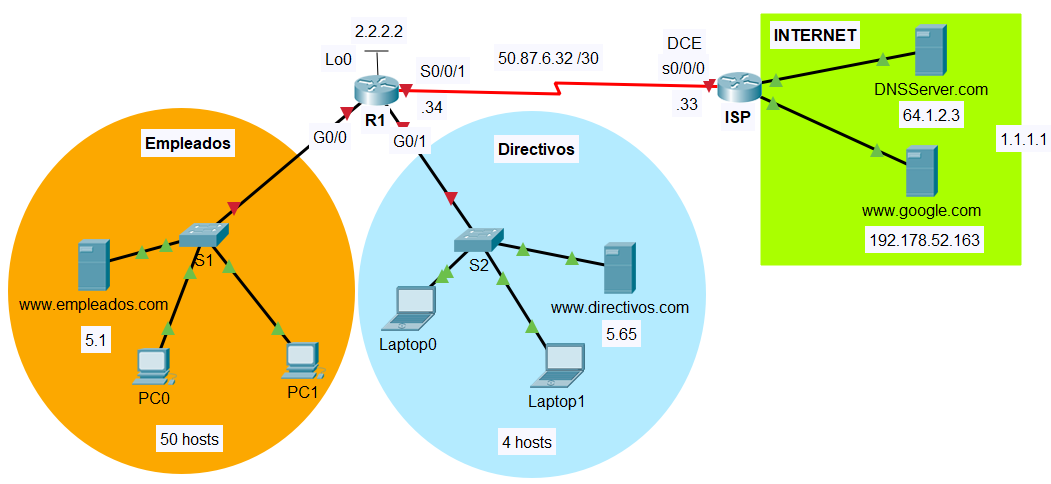 2.2.2.2
Lo0
S0/0/1
.34
R1
G0/0
G0/1
50.87.6.32 /30
DCE
s0/0/0
.33
ISP
INTERNET
DNSServer.com
64.1.2.3
1.1.1.1
www.google.com
192.178.52.163
Empleados
S1
www.empleados.com
5.1
PC0
PC1
50 hosts
Directivos
S2
www.directivos.com
5.65
Laptop0
Laptop1
4 hosts